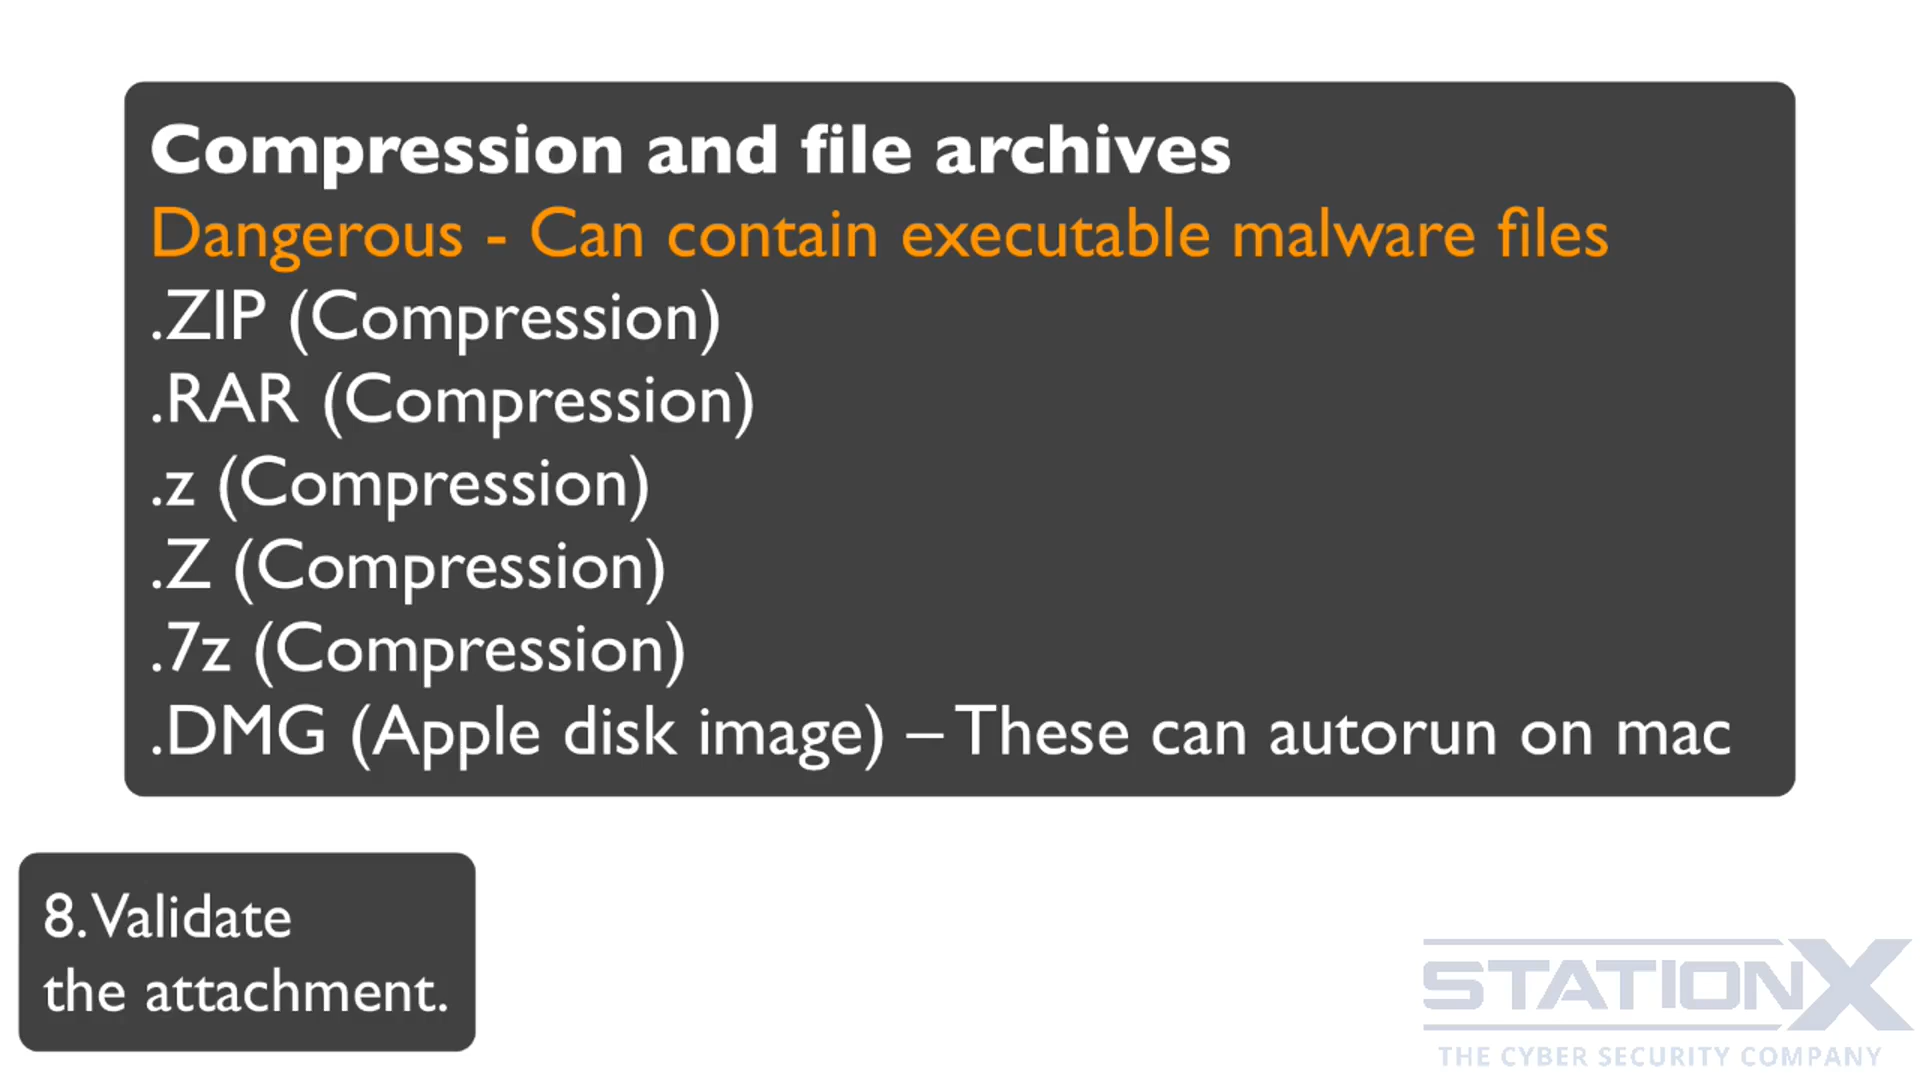 Compression and file archives
Dangerous - Can contain executable malware files
.ZIP (Compression)
.RAR (Compression)
.z (Compression)
.Z (Compression)
.7z (Compression)
.DMG (Apple disk image) – These can autorun on mac
8. Validate
the attachment.
STATIONX
THE CYBER SECURITY COMPANY